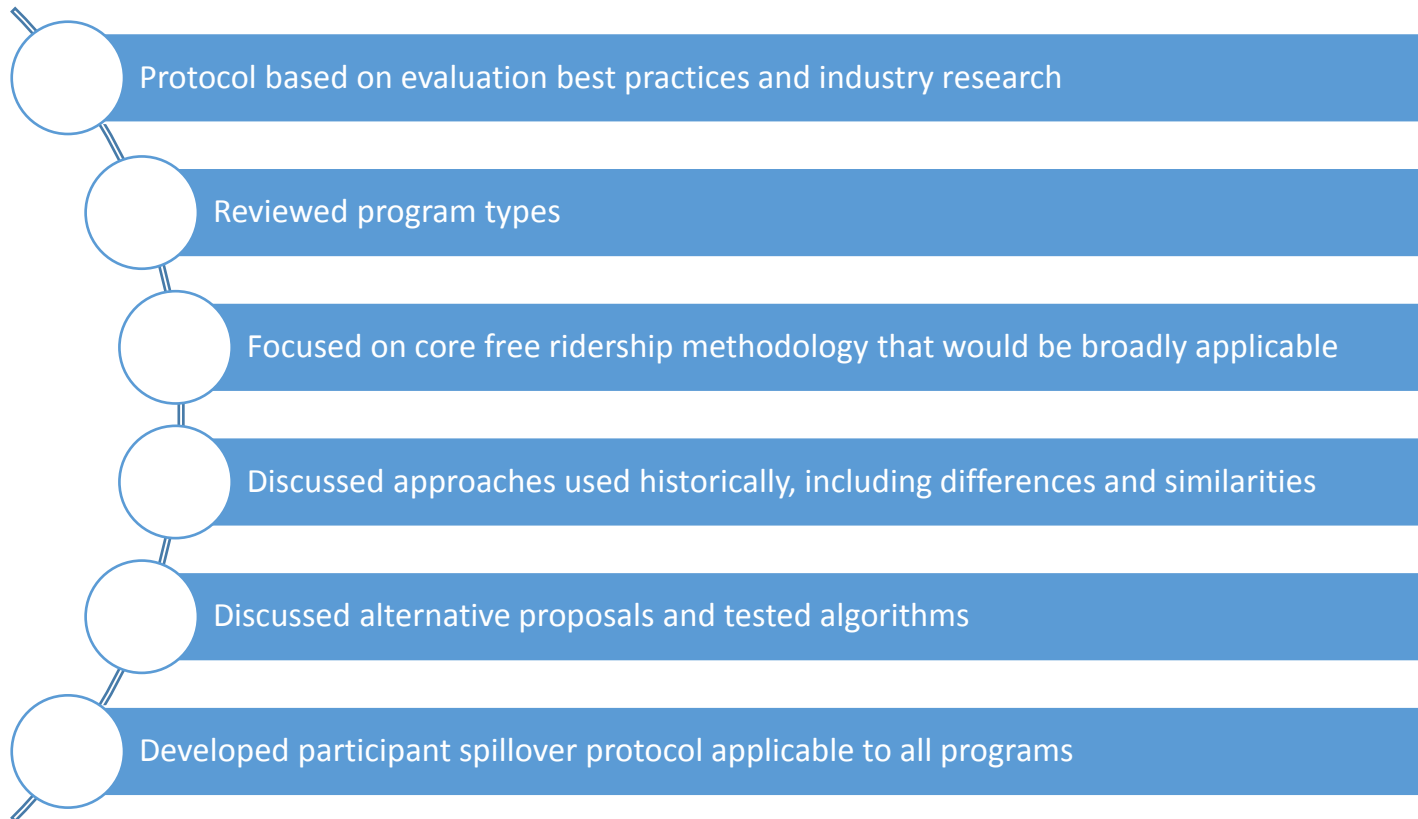 Protocol based on evaluation best practices and industry research
Reviewed program types
Focused on core free ridership methodology that would be broadly applicable
Discussed approaches used historically, including differences and similarities
Discussed alternative proposals and tested algorithms
Developed participant spillover protocol applicable to all programs